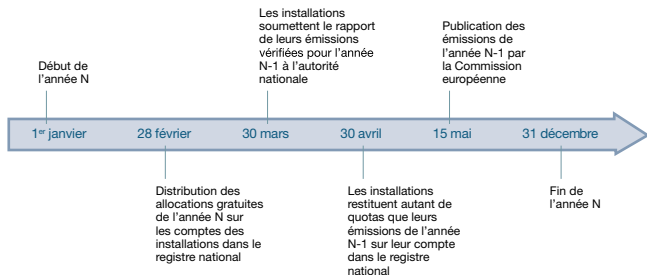 Les installations
soumettent le rapport
de leurs émissions
vérifiées pour l'année
N-1 à l'autorité
nationale
Publication des
émissions de
l'année N-1 par
la Commission
européenne
Début de
l'année N
1er janvier
28 février
30 mars
30 avril
15 mai
31 décembre
Distribution des
allocations gratuites
de l'année N sur
les comptes des
installations dans le
registre national
Les installations
restituent autant de
quotas que leurs
émissions de l'année
N-1 sur leur compte
dans le registre
national
Fin de
l'année N